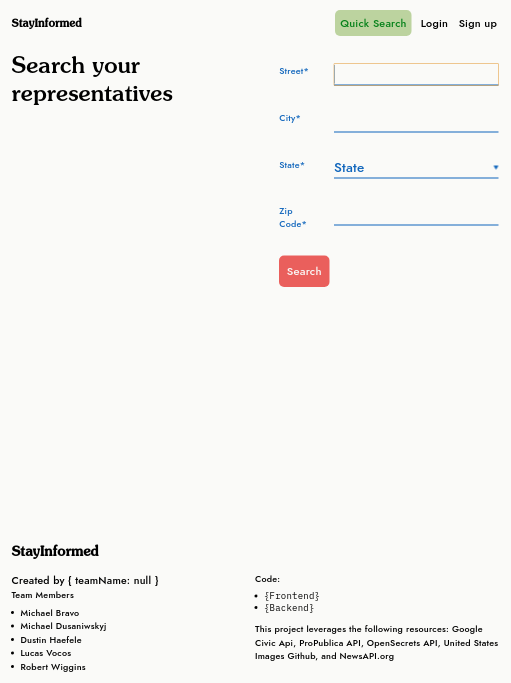 StayInformed
Quick Search
Login
Sign up
Search your
representatives
Street*
City*
State*
State
Zip
Code*
Search
StayInformed
Created by { teamName: null }
Team Members
Michael Bravo
Michael Dusaniwskyj
Dustin Haefele
Lucas Vocos
Robert Wiggins
Code:
{Frontend}
{Backend}
This project leverages the following resources: Google
Civic Api, ProPublica API, OpenSecrets API, United States
Images Github, and NewsAPI.org